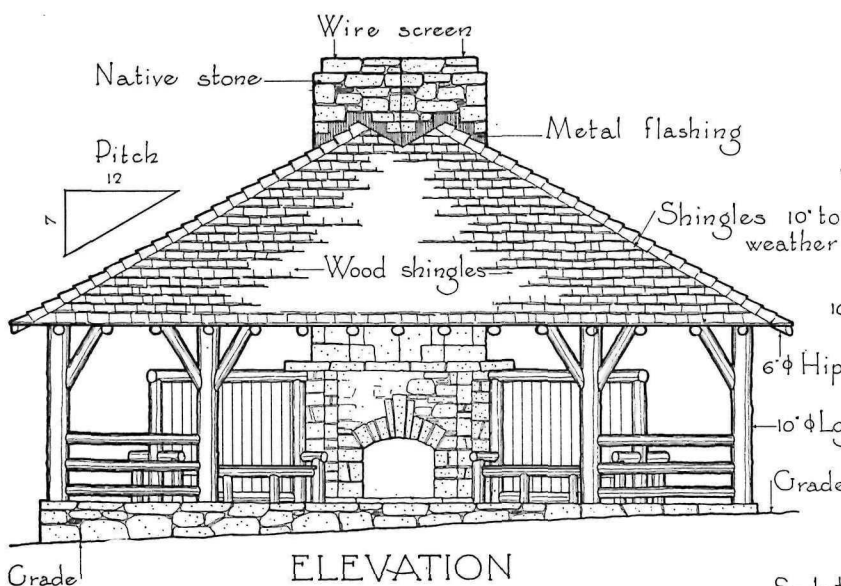 Wire screen
Native stone
Metal flashing
Pitch
12
7
Shingles 10" to
weather
Wood shingles
10
6"ϕ Hip
10"ϕ
Grade
ELEVATION
Grade